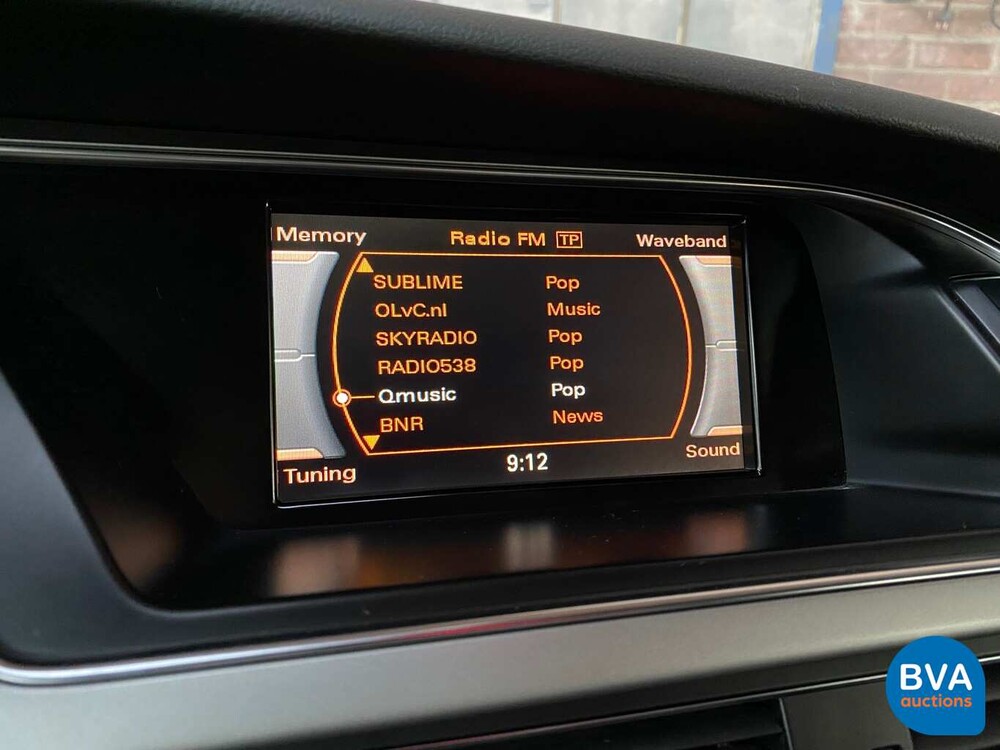 Memory Radio FM TP Waveband
SUBLIME Pop
OLvC.nl Music
SKYRADIO Pop
RADIO538 Pop
Qmusic Pop
BNR News
Tuning 9:12 Sound
BVA
auctions